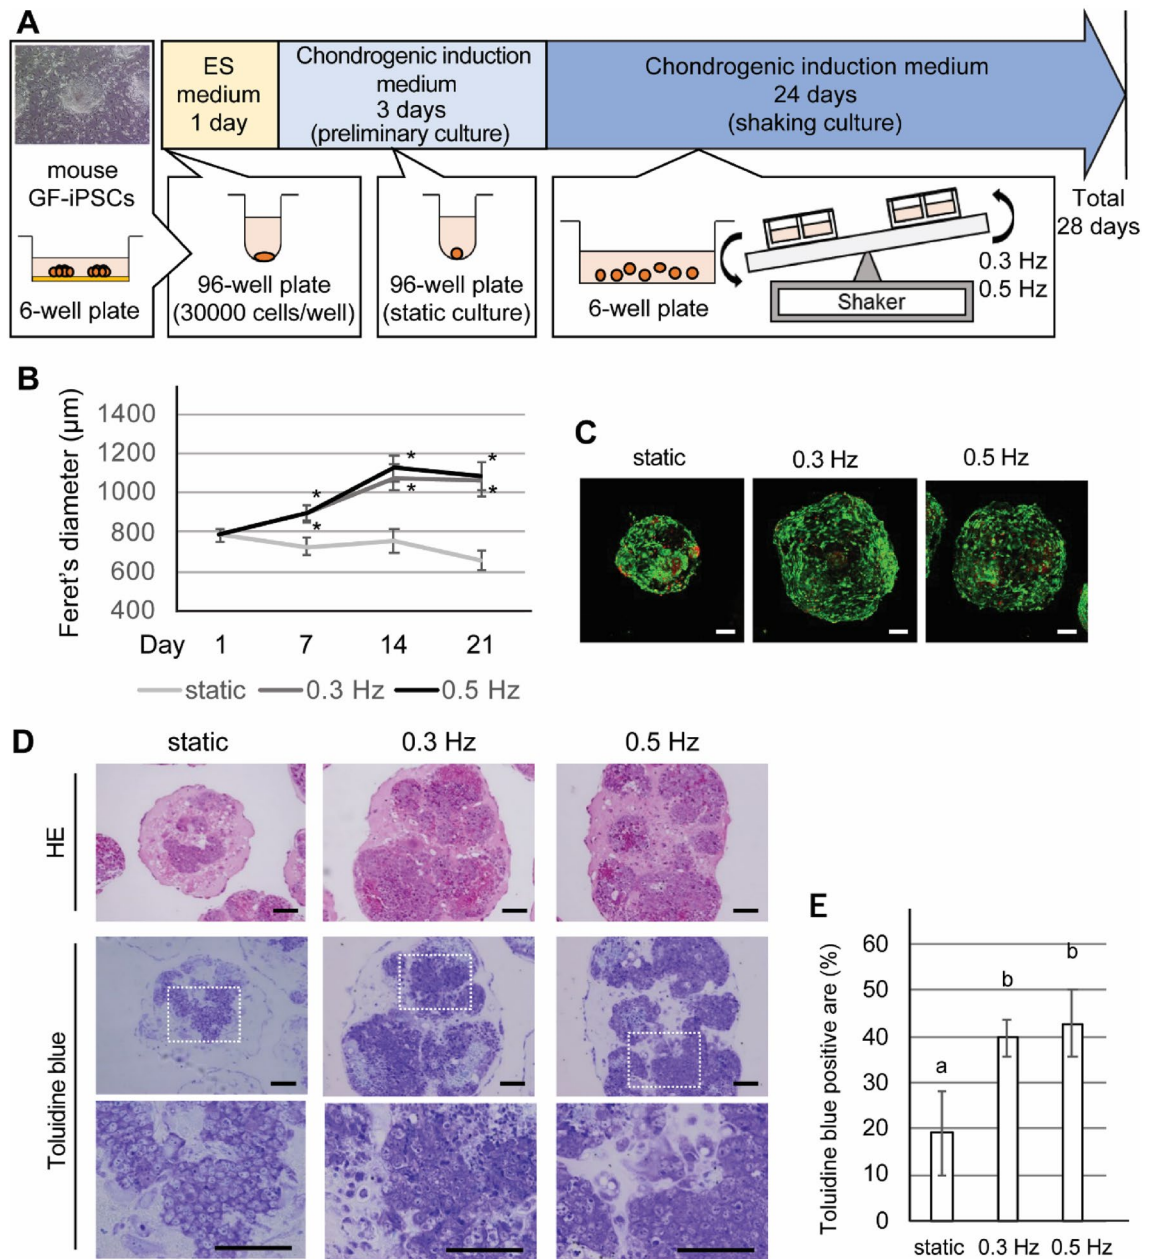 A
ES
medium
1 day
Chondrogenic induction
medium
3 days
(preliminary culture)
Chondrogenic induction medium
24 days
(shaking culture)
mouse
GF-iPSCs
6-well plate
96-well plate
(30000 cells/well)
96-well plate
(static culture)
6-well plate
Shaker
0.3 Hz
0.5 Hz
Total
28 days
B
Feret's diameter (μm)
1400
1200
1000
800
600
400
* * *
* * *
Day 1 7 14 21
static 0.3 Hz 0.5 Hz
C
static 0.3 Hz 0.5 Hz
D
static 0.3 Hz 0.5 Hz
HE
Toluidine blue
E
Toluidine blue positive are (%)
60
50
40
30
20
10
0
a
b
b
static 0.3 Hz 0.5 Hz